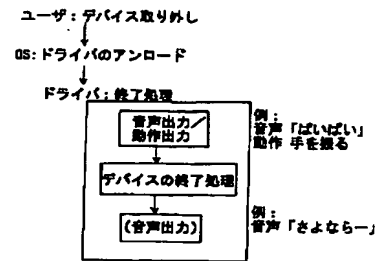 ユーザ：デバイス取り外し
OS:ドライバのアンロード
ドライバ：終了処理
音声出力／
動作出力
例：
音声「ばいばい」
動作 手を振る
デバイスの終了処理
(音声出力)
例：
音声「さよならー」